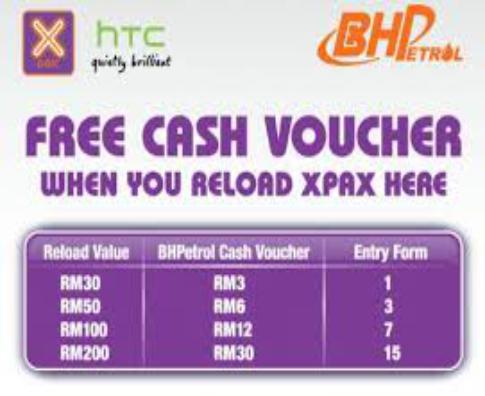 hTC
quietly brilliant
BHPETROL
FREE CASH VOUCHER
WHEN YOU RELOAD XPAX HERE
Reload Value BHPetrol Cash Voucher Entry Form
RM30 RM3 1
RM50 RM6 3
RM100 RM12 7
RM200 RM30 15